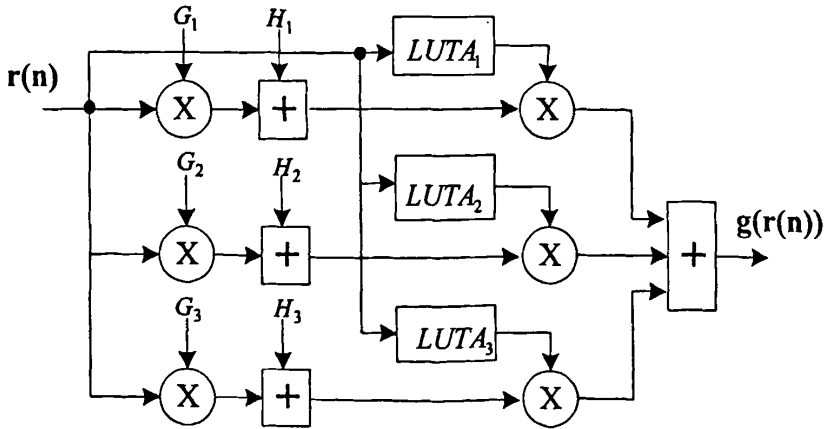 G₁ H₁
LUTA₁
r(n)
X + X
G₂ H₂
LUTA₂
X + X
+ g(r(n))
G₃ H₃
LUTA₃
X + X